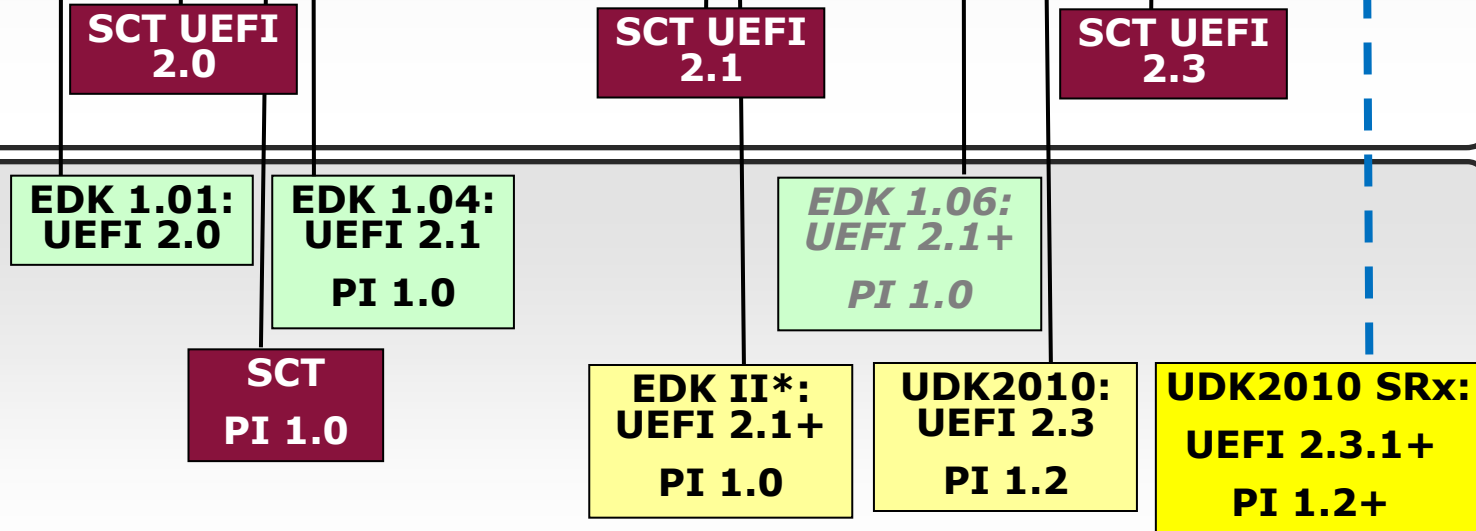 SCT UEFI
2.0
SCT UEFI
2.1
SCT UEFI
2.3
EDK 1.01:
UEFI 2.0
EDK 1.04:
UEFI 2.1
PI 1.0
EDK 1.06:
UEFI 2.1+
PI 1.0
SCT
PI 1.0
EDK II*:
UEFI 2.1+
PI 1.0
UDK2010:
UEFI 2.3
PI 1.2
UDK2010 SRx:
UEFI 2.3.1+
PI 1.2+